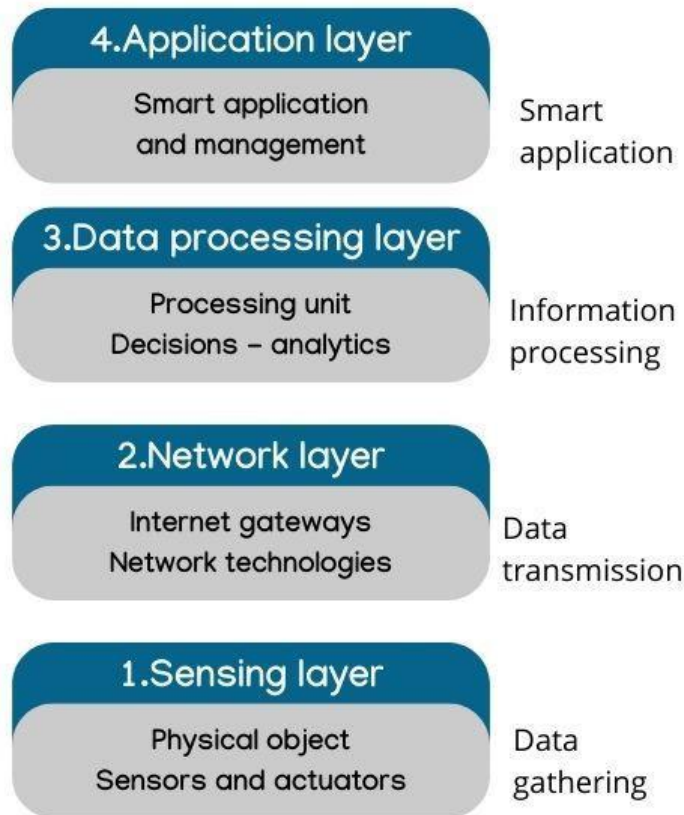 4.Application layer
Smart application
and management
Smart
application
3.Data processing layer
Processing unit
Decisions – analytics
Information
processing
2.Network layer
Internet gateways
Network technologies
Data
transmission
1.Sensing layer
Physical object
Sensors and actuators
Data
gathering